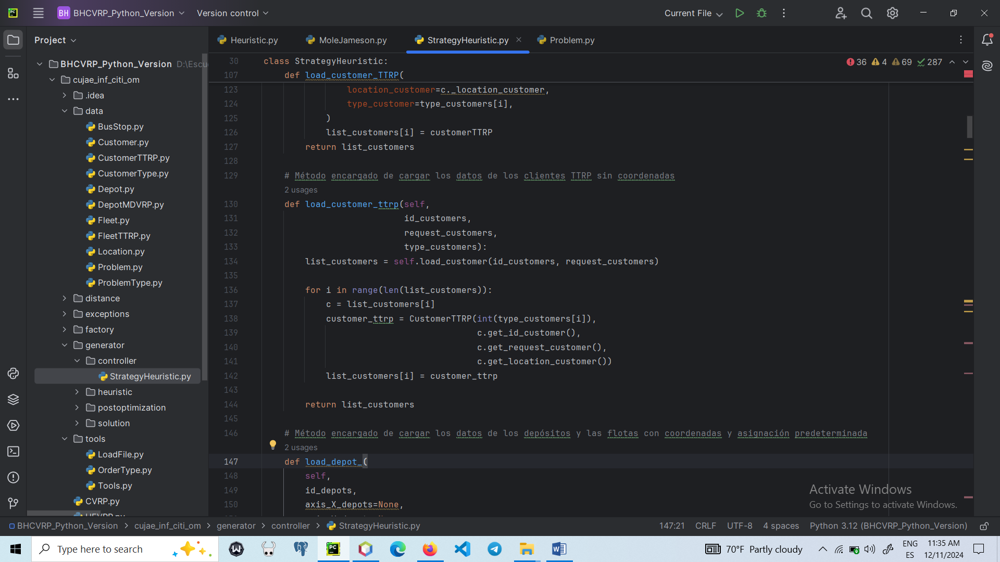 BH BHCVRP_Python_Version Version control Current File
Project
Heuristic.py MoleJameson.py StrategyHeuristic.py Problem.py
BHCVRP_Python_Version D:\Escu
cujae_inf_citi_om
.idea
data
BusStop.py
Customer.py
CustomerTTRP.py
CustomerType.py
Depot.py
DepotMDVRP.py
Fleet.py
FleetTTRP.py
Location.py
Problem.py
ProblemType.py
distance
exceptions
factory
generator
controller
StrategyHeuristic.py
heuristic
postoptimization
solution
tools
LoadFile.py
OrderType.py
Tools.py
CVRP.py
36 4 69 287
30 class StrategyHeuristic:
107 def load_customer_TTRP(
123 location_customer=c._location_customer,
124 type_customer=type_customers[i],
125 )
126 list_customers[i] = customerTTRP
127 return list_customers
128
129 # Método encargado de cargar los datos de los clientes TTRP sin coordenadas
2 usages
130 def load_customer_ttrp(self,
131 id_customers,
132 request_customers,
133 type_customers):
134 list_customers = self.load_customer(id_customers, request_customers)
135
136 for i in range(len(list_customers)):
137 c = list_customers[i]
138 customer_ttrp = CustomerTTRP(int(type_customers[i]),
139 c.get_id_customer(),
140 c.get_request_customer(),
141 c.get_location_customer())
142 list_customers[i] = customer_ttrp
143
144 return list_customers
145
146 # Método encargado de cargar los datos de los depósitos y las flotas con coordenadas y asignación predeterminada
2 usages
147 def load_depot_(
148 self,
149 id_depots,
150 axis_X_depots=None,
Activate Windows
Go to Settings to activate Windows.
BHCVRP_Python_Version > cujae_inf_citi_om > generator > controller > StrategyHeuristic.py 147:21 CRLF UTF-8 4 spaces Python 3.12 (BHCVRP_Python_Version)
Type here to search
70°F Partly cloudy
ENG
ES
11:35 AM
12/11/2024